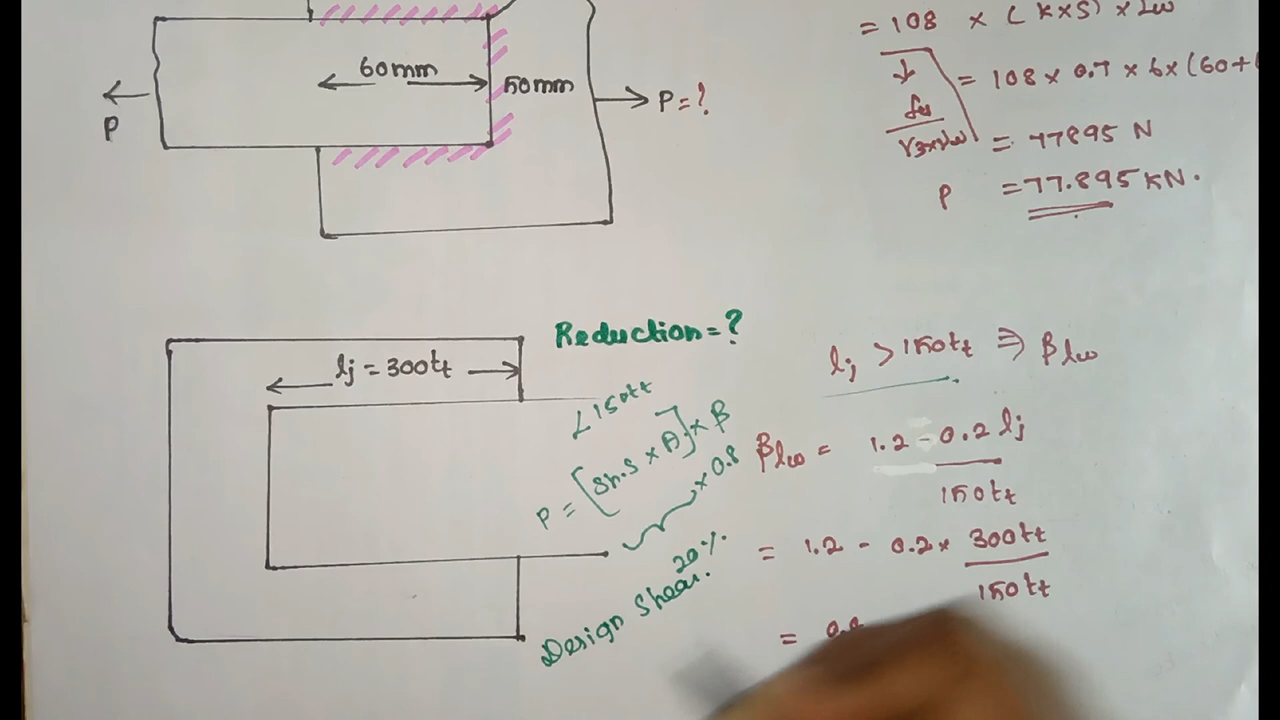 = 108 × ( K×S) × lw
60mm
50mm
P
P=?
= 108 × 0.7 × 6× (60+
= 77895 N
P = 77.895 KN.
Reduction=?
lj = 300tt
lj > 150tt ⇒ βlw
<150tt
P = [Sh.S × A] × β
× 0.8
βlw = 1.2 - 0.2 lj
150tt
= 1.2 - 0.2× 300tt
150tt
20%.
Design Shear.